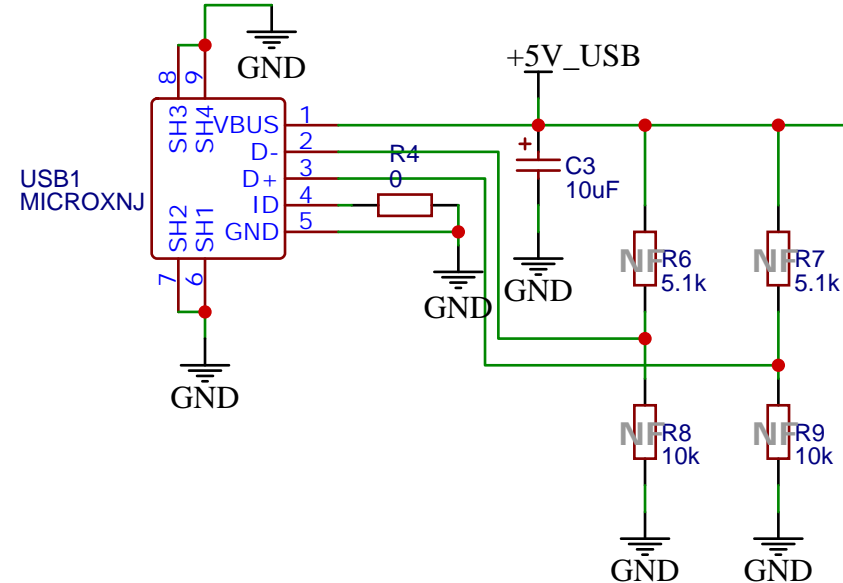 GND
+5V_USB
8
9
SH3
SH4
VBUS
1
D-
2
D+
3
ID
4
GND
5
R4
0
C3
10uF
USB1
MICROXNJ
SH2
SH1
7
6
GND
GND
GND
NF
R6
5.1k
NF
R7
5.1k
NF
R8
10k
NF
R9
10k
GND
GND